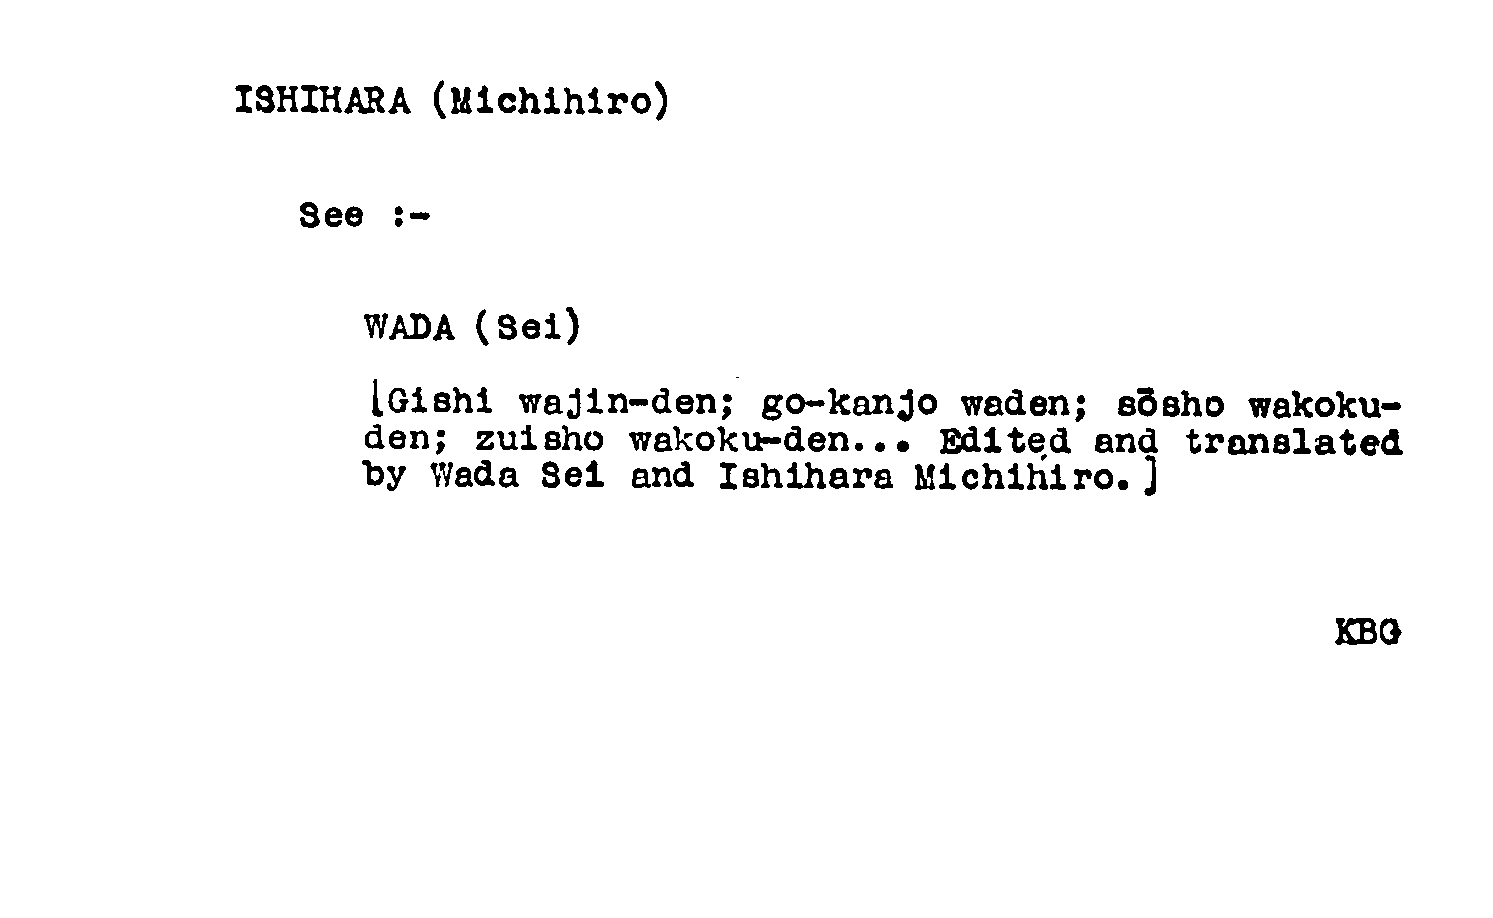 ISHIHARA (Michihiro)
See :-
WADA (Sei)
[Gishi wajin-den; go-kanjo waden; sōsho wakoku-
den; zuisho wakoku-den... Edited and translated
by Wada Sei and Ishihara Michihiro.]
KBG